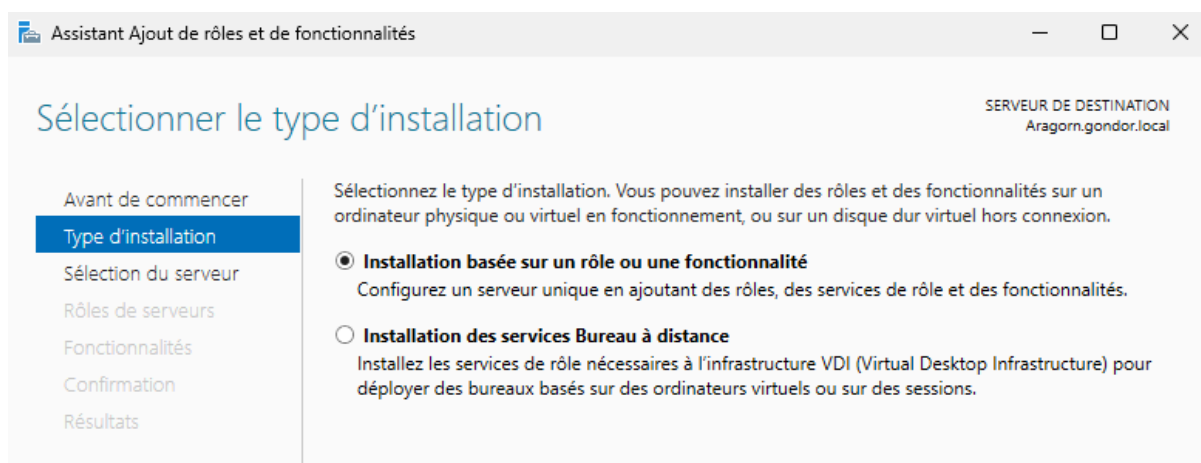 Assistant Ajout de rôles et de fonctionnalités
Sélectionner le type d’installation
SERVEUR DE DESTINATION
Aragorn.gondor.local
Avant de commencer
Type d’installation
Sélection du serveur
Rôles de serveurs
Fonctionnalités
Confirmation
Résultats
Sélectionnez le type d’installation. Vous pouvez installer des rôles et des fonctionnalités sur un
ordinateur physique ou virtuel en fonctionnement, ou sur un disque dur virtuel hors connexion.
Installation basée sur un rôle ou une fonctionnalité
Configurez un serveur unique en ajoutant des rôles, des services de rôle et des fonctionnalités.
Installation des services Bureau à distance
Installez les services de rôle nécessaires à l’infrastructure VDI (Virtual Desktop Infrastructure) pour
déployer des bureaux basés sur des ordinateurs virtuels ou sur des sessions.